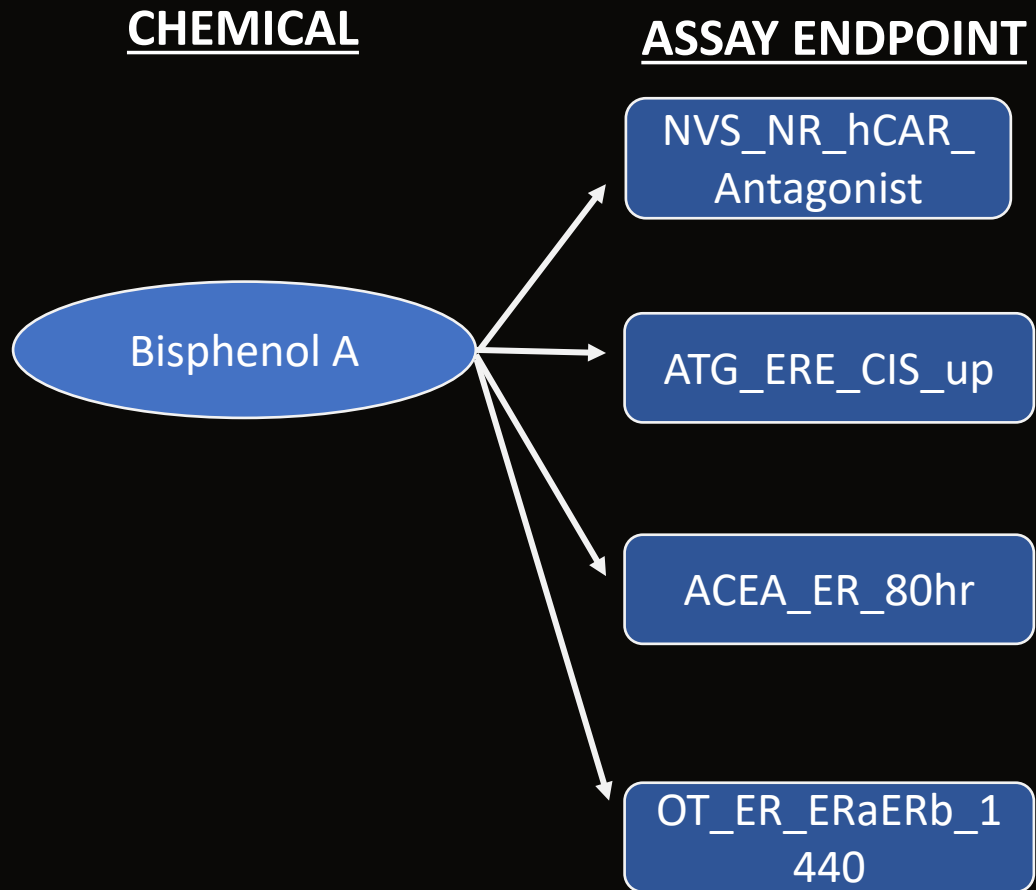 CHEMICAL
ASSAY ENDPOINT
NVS_NR_hCAR_
Antagonist
Bisphenol A
ATG_ERE_CIS_up
ACEA_ER_80hr
OT_ER_ERaERb_1
440